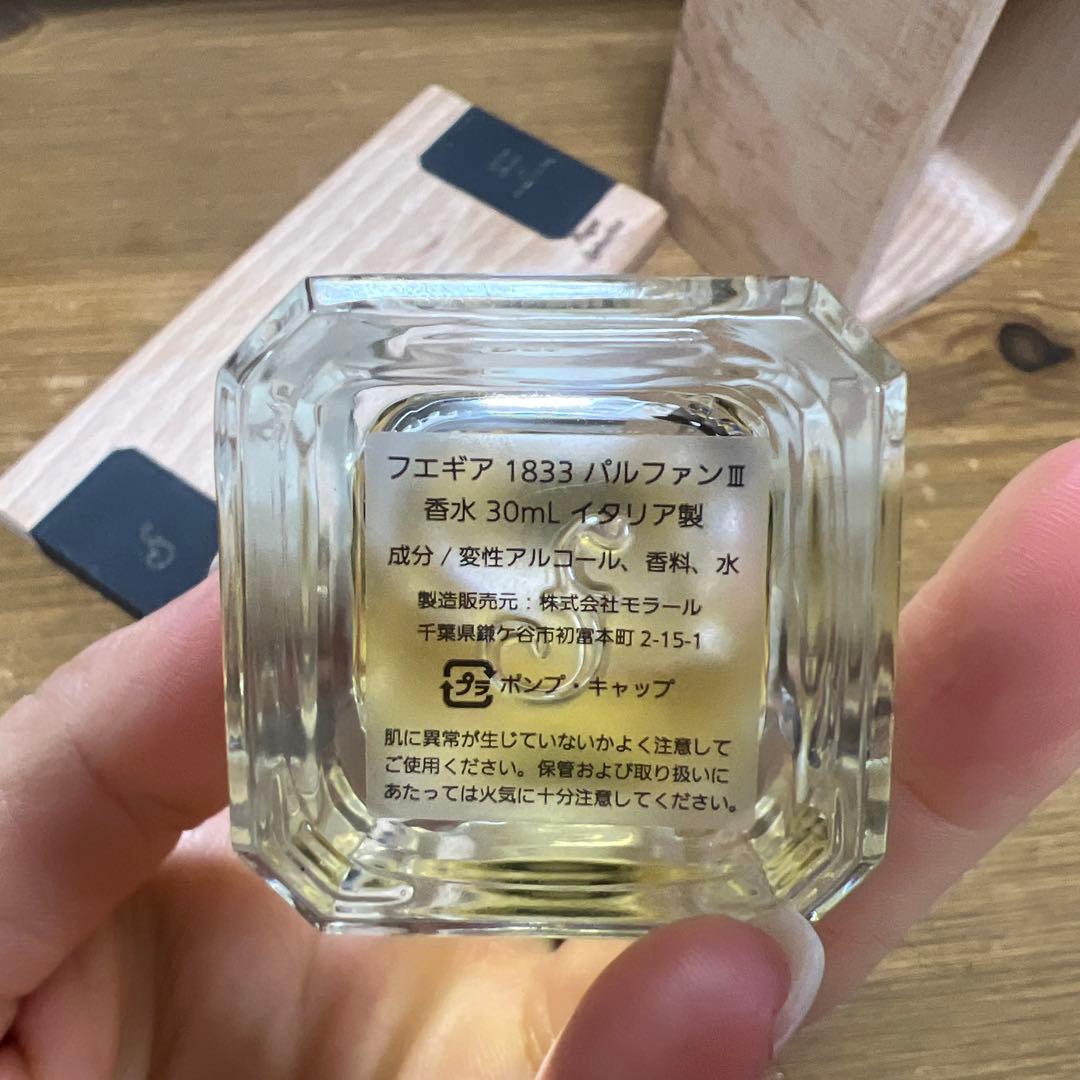 フエギア 1833 パルファンⅢ
香水 30mL イタリア製
成分 / 変性アルコール、香料、水
製造販売元 : 株式会社モラール
千葉県鎌ケ谷市初富本町 2-15-1
プラ ポンプ・キャップ
肌に異常が生じていないかよく注意して
ご使用ください。保管および取り扱いに
あたっては火気に十分注意してください。